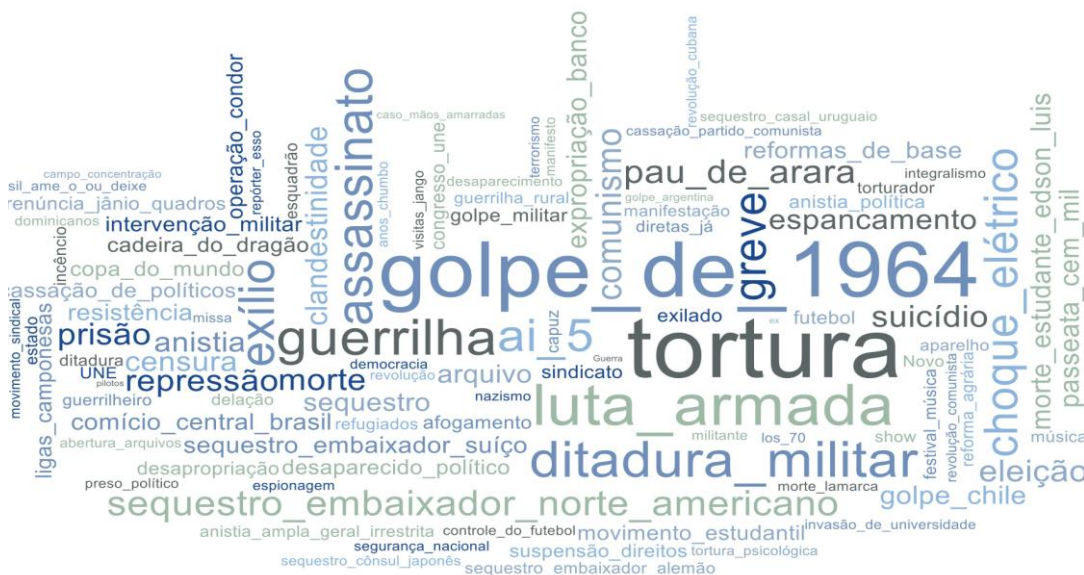 caso_mãos_amarradas
revolução_cubana
sequestro_casal_uruguaio
operação_condor
repórter_esso
esquadrão
assassinato
clandestinidade
anos_chumbo
visitas_jango
congresso_une
terrorismo
manifesto
expropriação_banco
comunismo
cassação_partido_comunista
reformas_de_base
integralismo
campo_concentração
sil_ame_o_ou_deixe
renúncia_jânio_quadros
dominicanos
intervenção_militar
cadeira_do_dragão
incêncio
copa_do_mundo
assação_de_políticos
desaparecimento
guerrilha_rural
golpe_militar
golpe_argentina
manifestação
diretas_já
pau_de_arara
torturador
anistia_política
espancamento
choque_elétrico
morte_estudante_edson_luis
passeata_cem_mil
golpe_de_1964
greve
exílio
resistência
missa
prisão
anistia
guerrilha
ai_5
capuz
exilado
ex
futebol
suicídio
tortura
Guerra
movimento_sindical
estado
ligas_camponesas
ditadura
censura
UNE
pilotos
repressão
morte
democracia
revolução
arquivo
sindicato
nazismo
aparelho
Novo
guerrilheiro
delação
sequestro
luta_armada
comício_central_brasil
refugiados
afogamento
militante
los_70
show
festival_música
revolução_comunista
reforma_agrária
música
abertura_arquivos
sequestro_embaixador_suíço
desapropriação
desaparecido_político
ditadura_militar
eleição
preso_político
espionagem
morte_lamarca
golpe_chile
sequestro_embaixador_norte_americano
anistia_ampla_geral_irrestrita
controle_do_futebol
movimento_estudantil
invasão_de_universidade
segurança_nacional
suspensão_direitos
tortura_psicológica
sequestro_cônsul_japonês
sequestro_embaixador_alemão